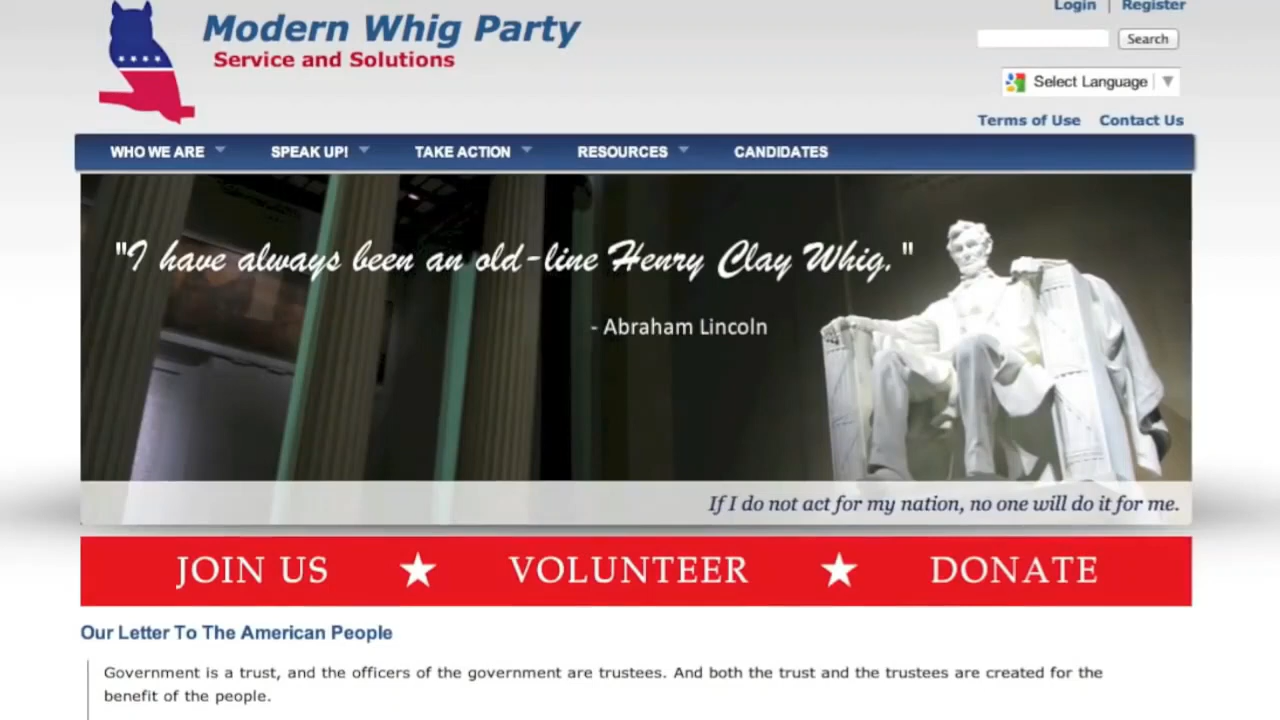 Login | Register
Modern Whig Party
Service and Solutions
Search
Select Language
Terms of Use Contact Us
WHO WE ARE SPEAK UP! TAKE ACTION RESOURCES CANDIDATES
"I have always been an old-line Henry Clay Whig."
- Abraham Lincoln
If I do not act for my nation, no one will do it for me.
JOIN US ★ VOLUNTEER ★ DONATE
Our Letter To The American People
Government is a trust, and the officers of the government are trustees. And both the trust and the trustees are created for the
benefit of the people.